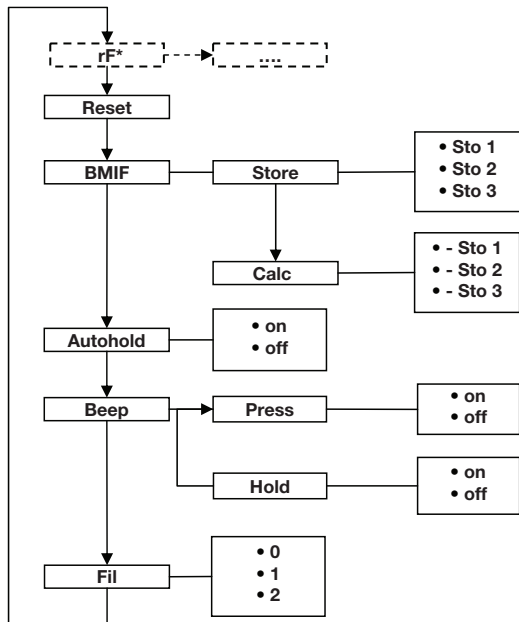 rF*
....
Reset
BMIF
Store
• Sto 1
• Sto 2
• Sto 3
Calc
• - Sto 1
• - Sto 2
• - Sto 3
Autohold
• on
• off
Beep
Press
• on
• off
Hold
• on
• off
Fil
• 0
• 1
• 2